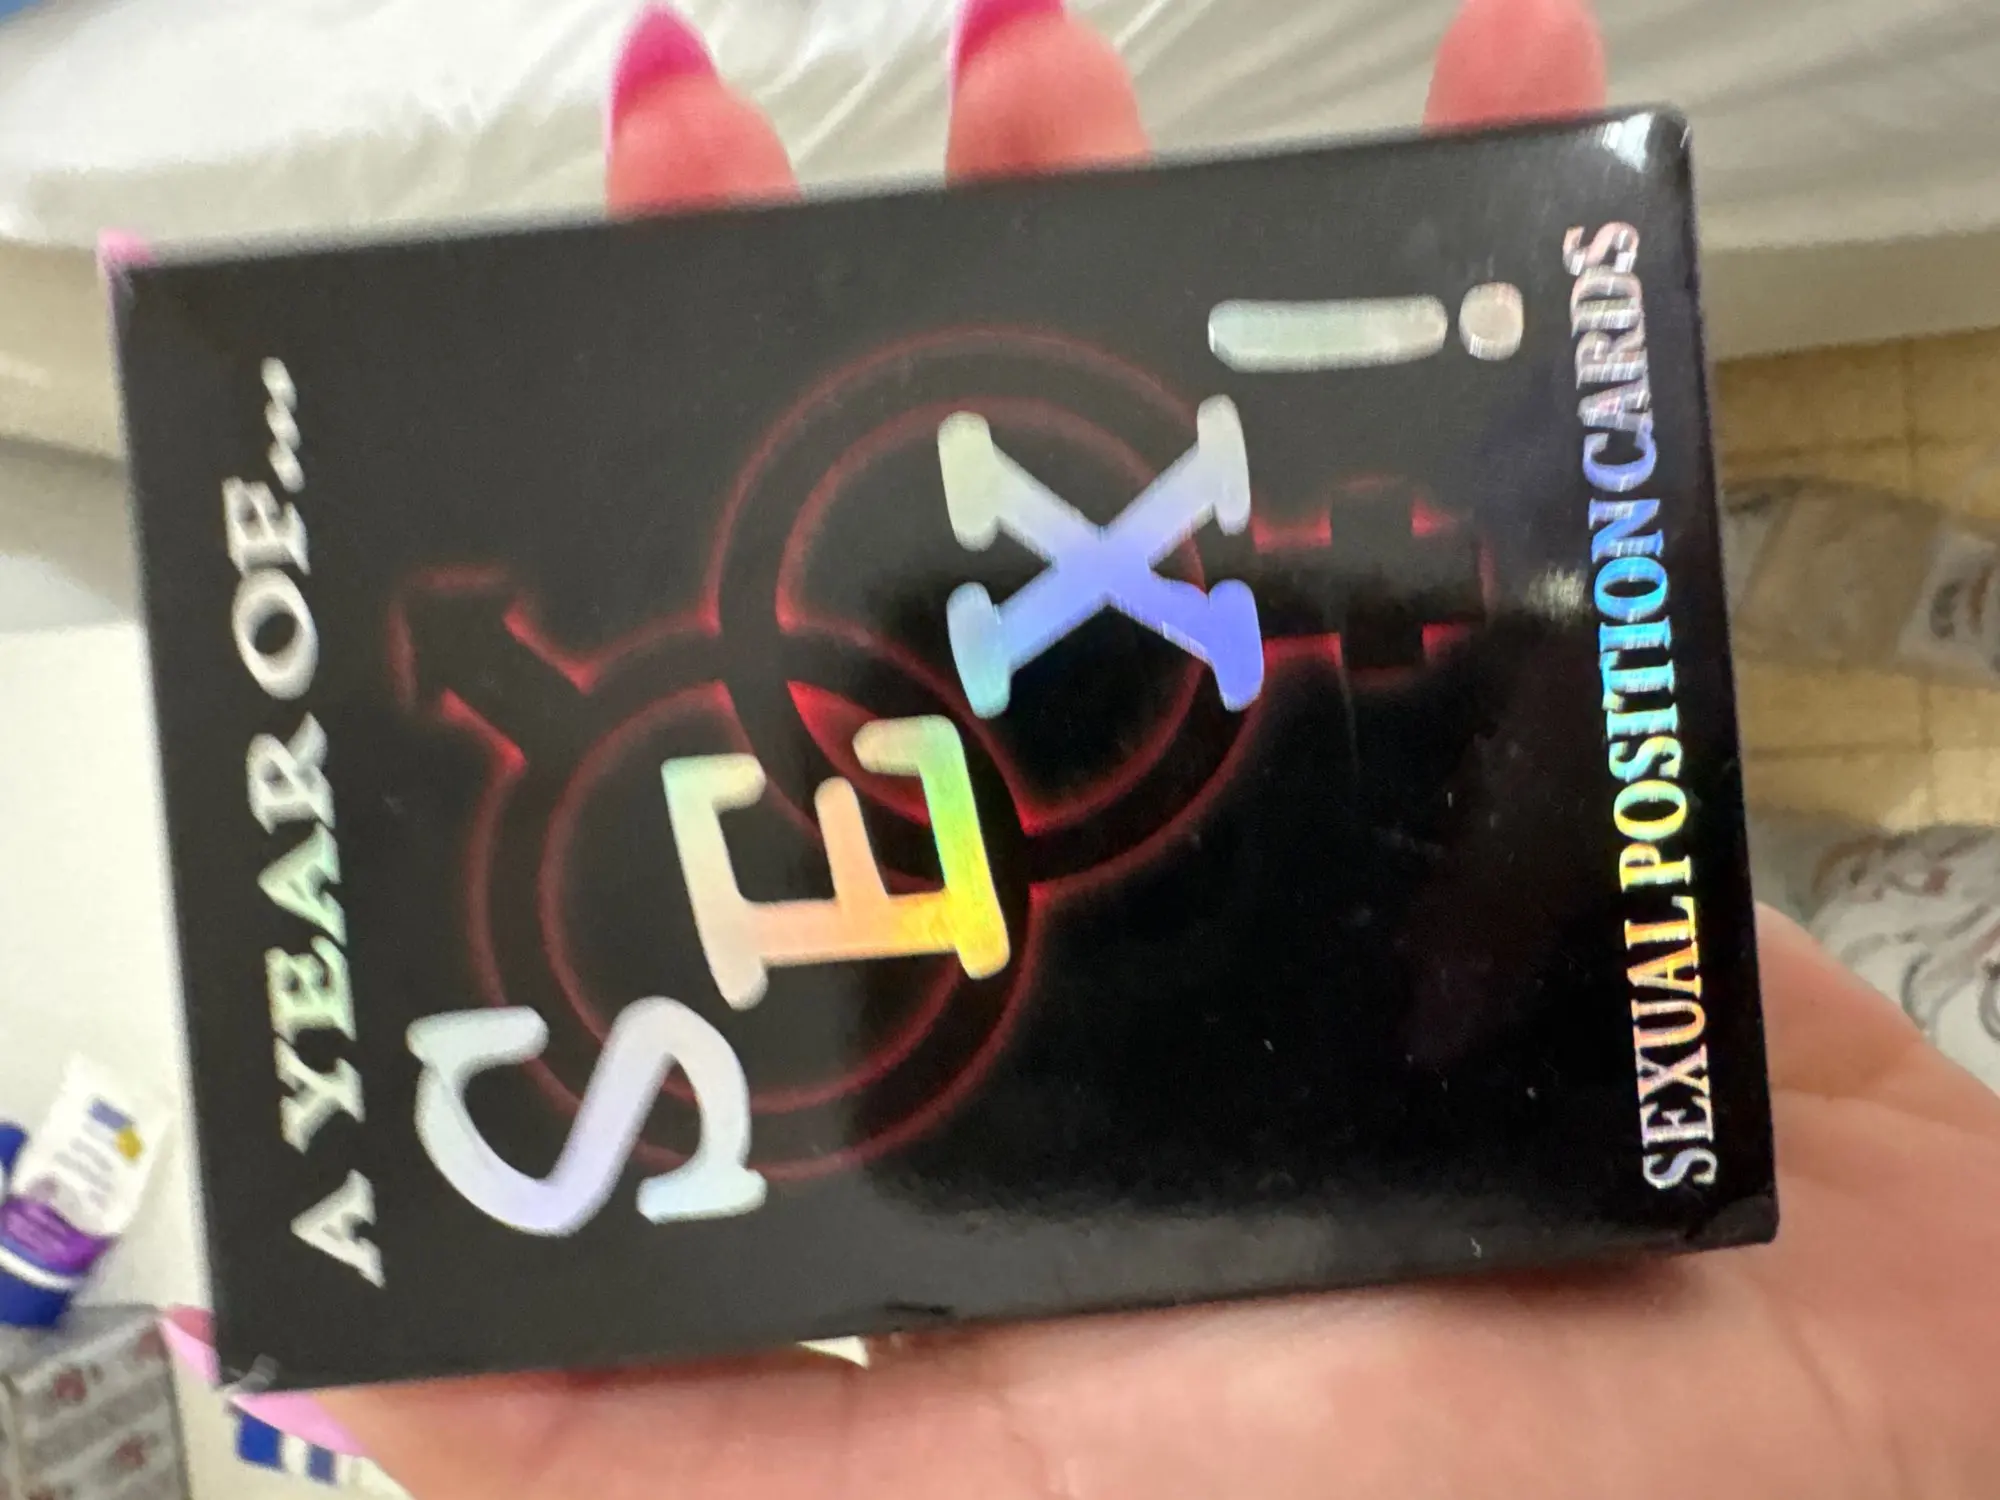 A YEAR OF...
SEX!
SEXUAL POSITION CARDS